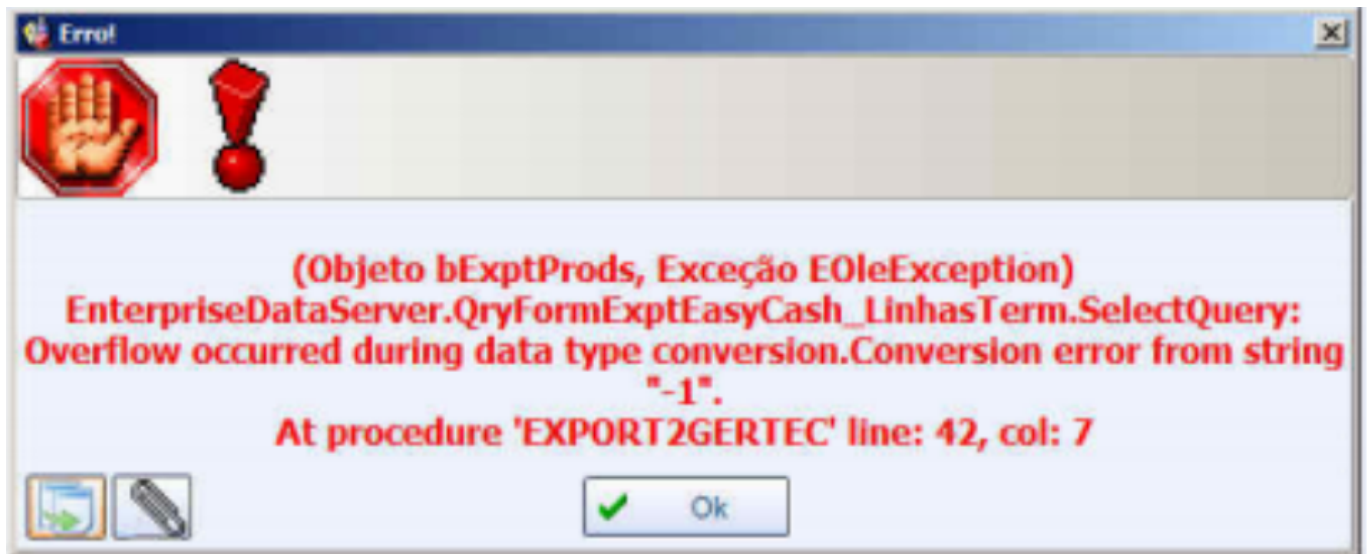 Erro!
(Objeto bExptProds, Exceção EOleException)
EnterpriseDataServer.QryFormExptEasyCash_LinhasTerm.SelectQuery:
Overflow occurred during data type conversion.Conversion error from string
"-1".
At procedure 'EXPORT2GERTEC' line: 42, col: 7
Ok